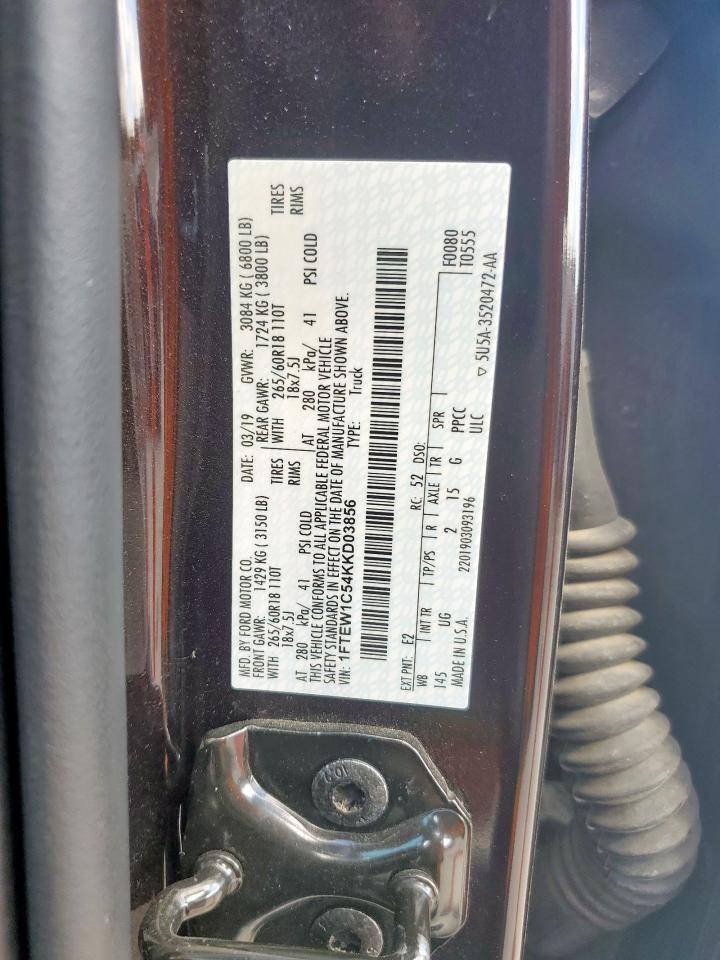 MFD. BY FORD MOTOR CO. DATE: 03/19 GVWR: 3084 KG ( 6800 LB)
FRONT GAWR: 1429 KG ( 3150 LB) REAR GAWR: 1724 KG ( 3800 LB)
WITH 265/60R18 110T TIRES WITH 265/60R18 110T TIRES
18x7.5J RIMS 18x7.5J RIMS
AT 280 kPa/ 41 PSI COLD AT 280 kPa/ 41 PSI COLD
THIS VEHICLE CONFORMS TO ALL APPLICABLE FEDERAL MOTOR VEHICLE
SAFETY STANDARDS IN EFFECT ON THE DATE OF MANUFACTURE SHOWN ABOVE.
VIN: 1FTEW1C54KKD03856 TYPE: Truck
EXT PNT: E2 RC: 52 DSO: F0080
WB INT TR TP/PS R AXLE TR SPR T0555
145 UG 2 15 G PPCC
MADE IN U.S.A. 2201903093196 ULC ▽ 5U5A-3520472-AA